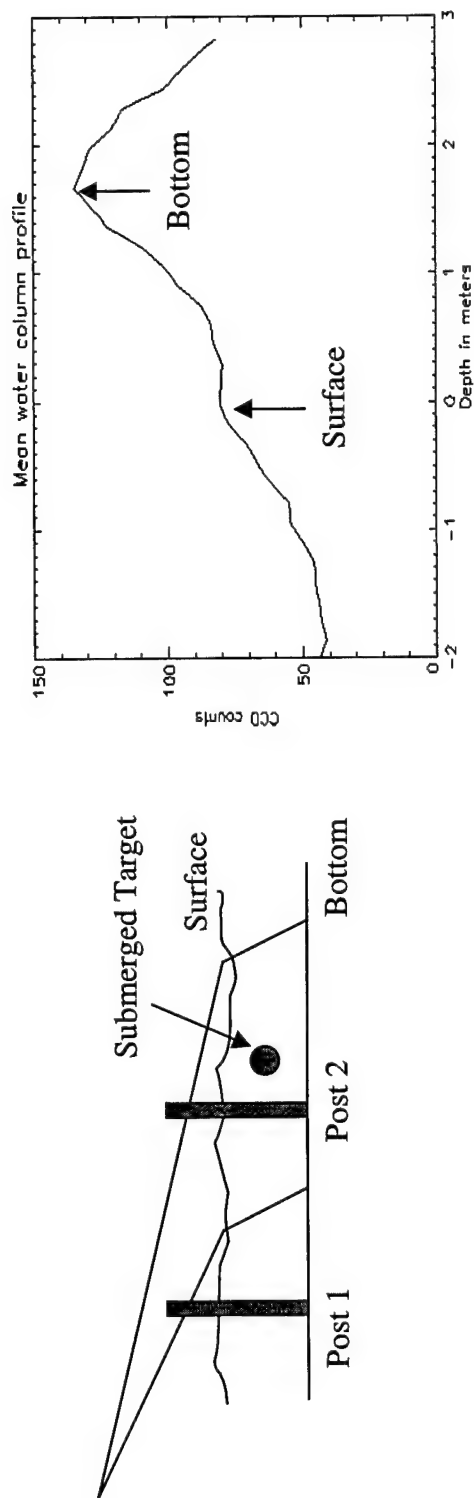 Submerged Target
Surface
Post 1
Post 2
Bottom
Mean water column profile
150
100
50
0
CCD counts
Bottom
Surface
-2
-1
0
1
2
3
Depth in meters